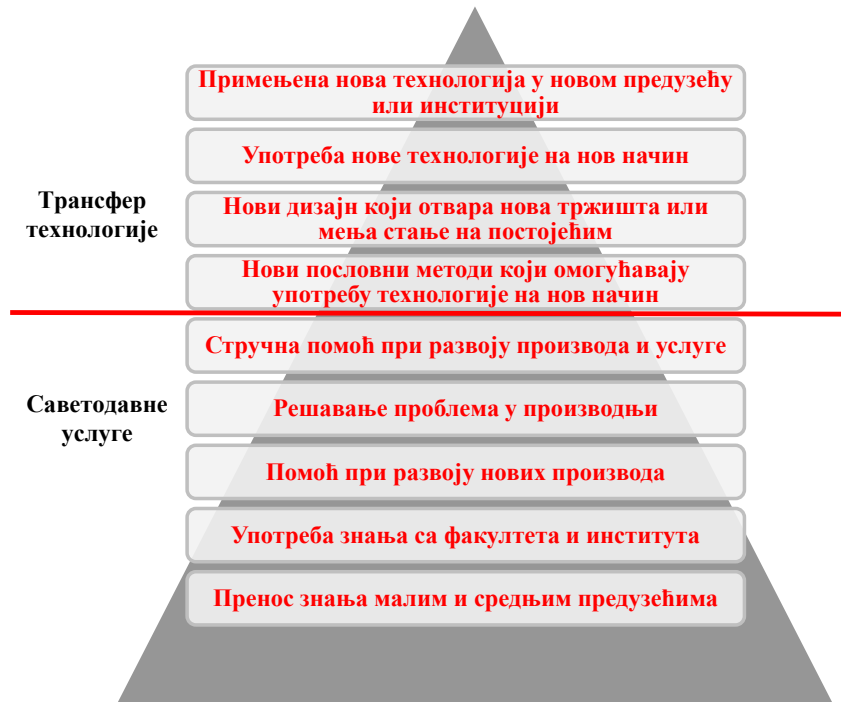 Примењена нова технологија у новом предузећу
или институцији
Употреба нове технологије на нов начин
Трансфер
технологије
Нови дизајн који отвара нова тржишта или
мења стање на постојећим
Нови пословни методи који омогућавају
употребу технологије на нов начин
Стручна помоћ при развоју производа и услуге
Саветодавне
услуге
Решавање проблема у производњи
Помоћ при развоју нових производа
Употреба знања са факултета и института
Пренос знања малим и средњим предузећима